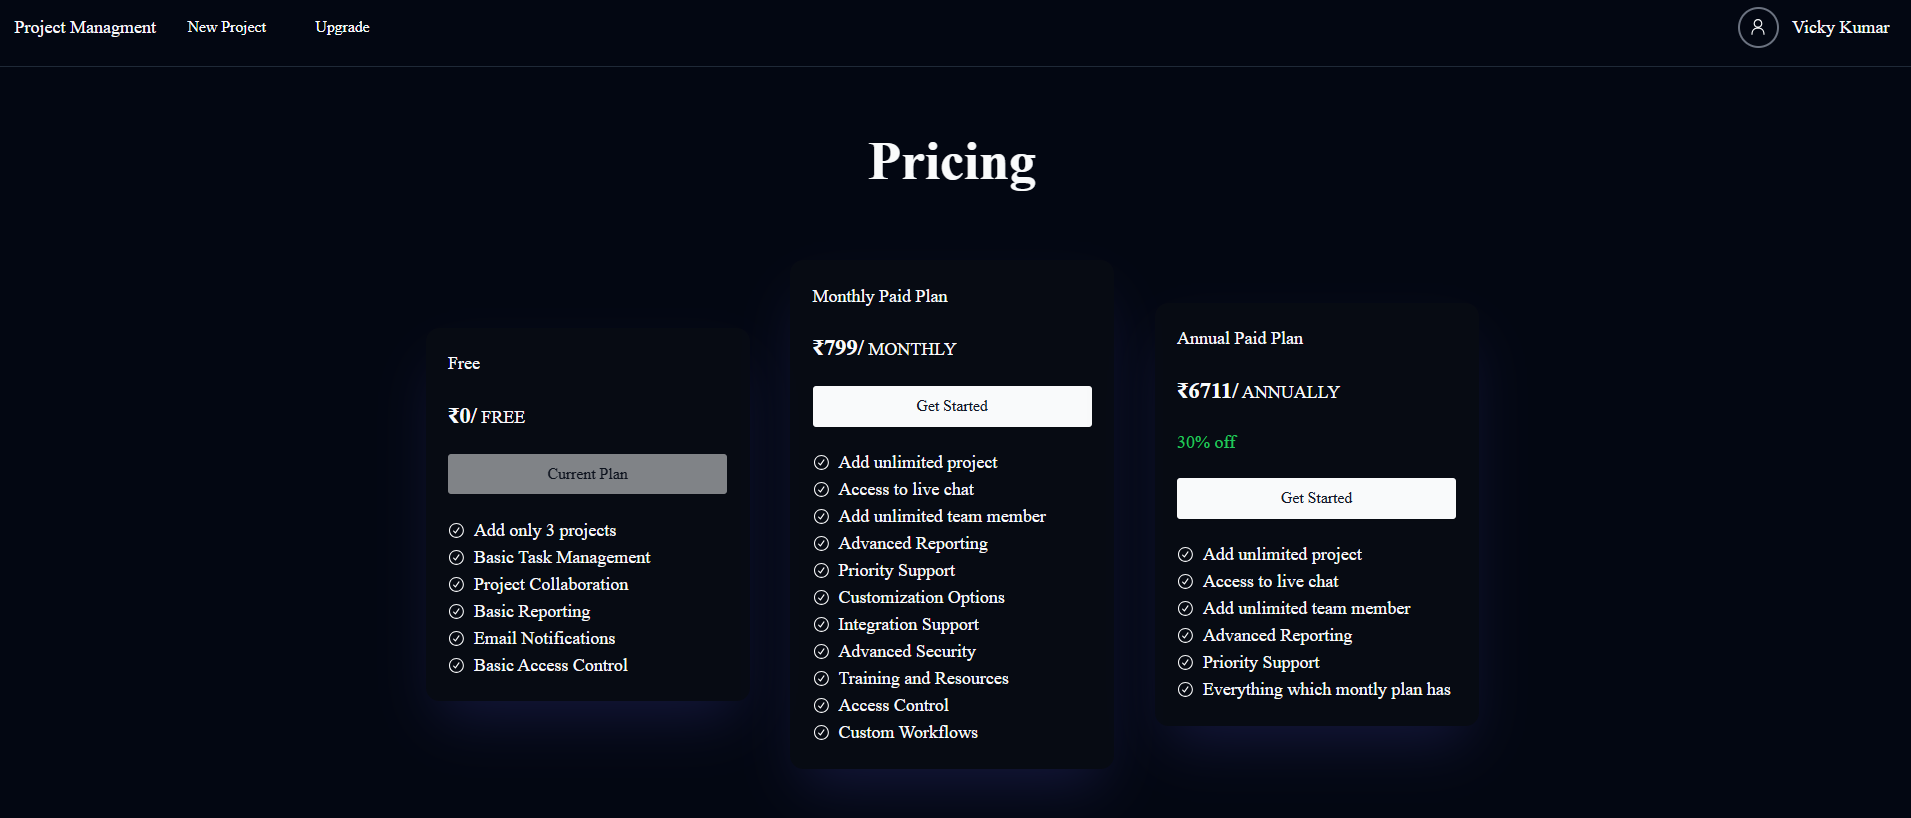 Project Managment
New Project
Upgrade
Vicky Kumar
Pricing
Free
₹0/ FREE
Current Plan
Add only 3 projects
Basic Task Management
Project Collaboration
Basic Reporting
Email Notifications
Basic Access Control
Monthly Paid Plan
₹799/ MONTHLY
Get Started
Add unlimited project
Access to live chat
Add unlimited team member
Advanced Reporting
Priority Support
Customization Options
Integration Support
Advanced Security
Training and Resources
Access Control
Custom Workflows
Annual Paid Plan
₹6711/ ANNUALLY
30% off
Get Started
Add unlimited project
Access to live chat
Add unlimited team member
Advanced Reporting
Priority Support
Everything which montly plan has